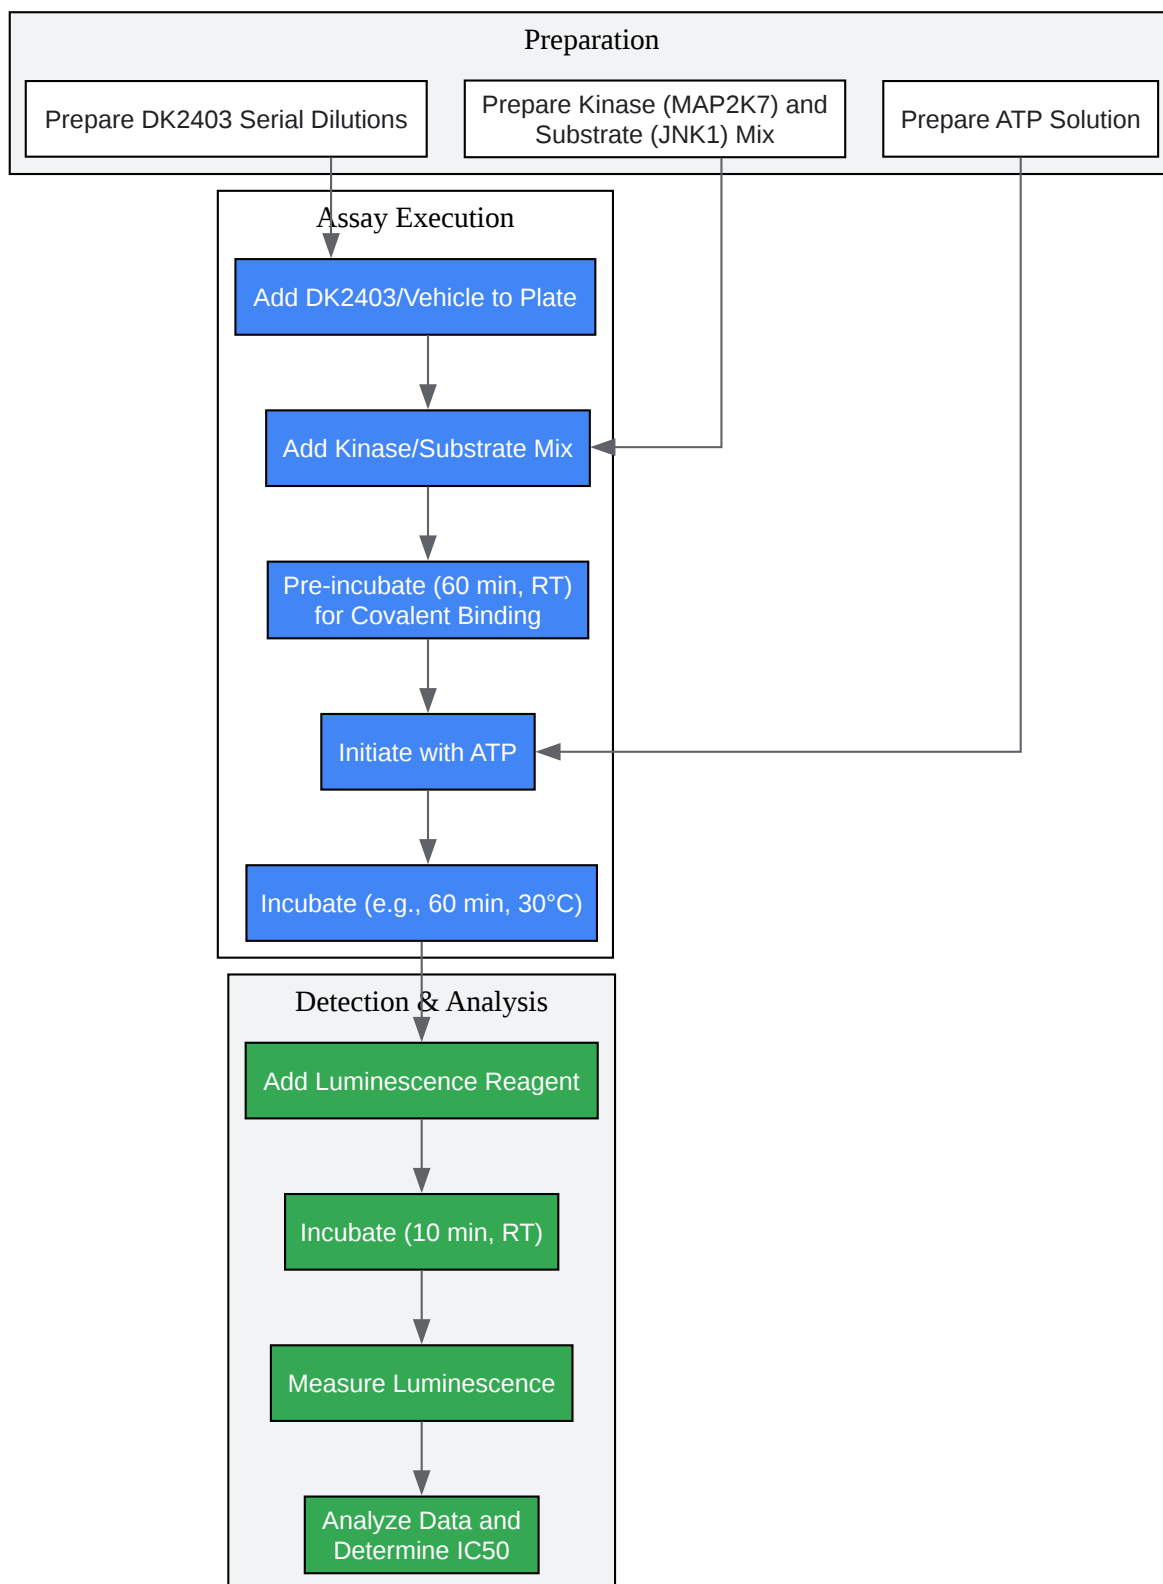 Preparation
Prepare DK2403 Serial Dilutions
Prepare Kinase (MAP2K7) and
Substrate (JNK1) Mix
Prepare ATP Solution
Assay Execution
Add DK2403/Vehicle to Plate
Add Kinase/Substrate Mix
Pre-incubate (60 min, RT)
for Covalent Binding
Initiate with ATP
Incubate (e.g., 60 min, 30°C)
Detection & Analysis
Add Luminescence Reagent
Incubate (10 min, RT)
Measure Luminescence
Analyze Data and
Determine IC50